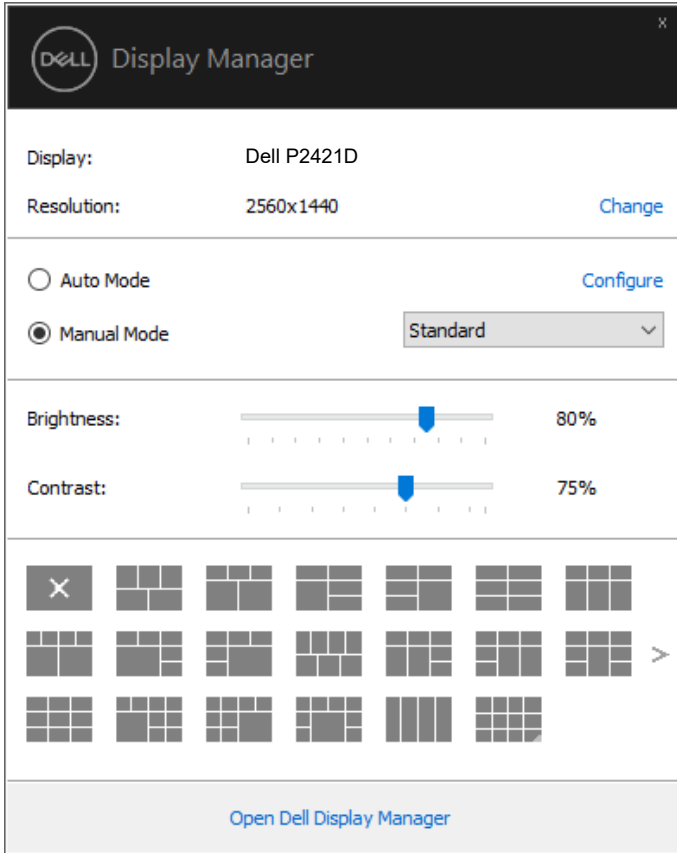 x
DELL Display Manager
Display: Dell P2421D
Resolution: 2560x1440 Change
Auto Mode Configure
Manual Mode Standard
Brightness: 80%
Contrast: 75%
>
Open Dell Display Manager